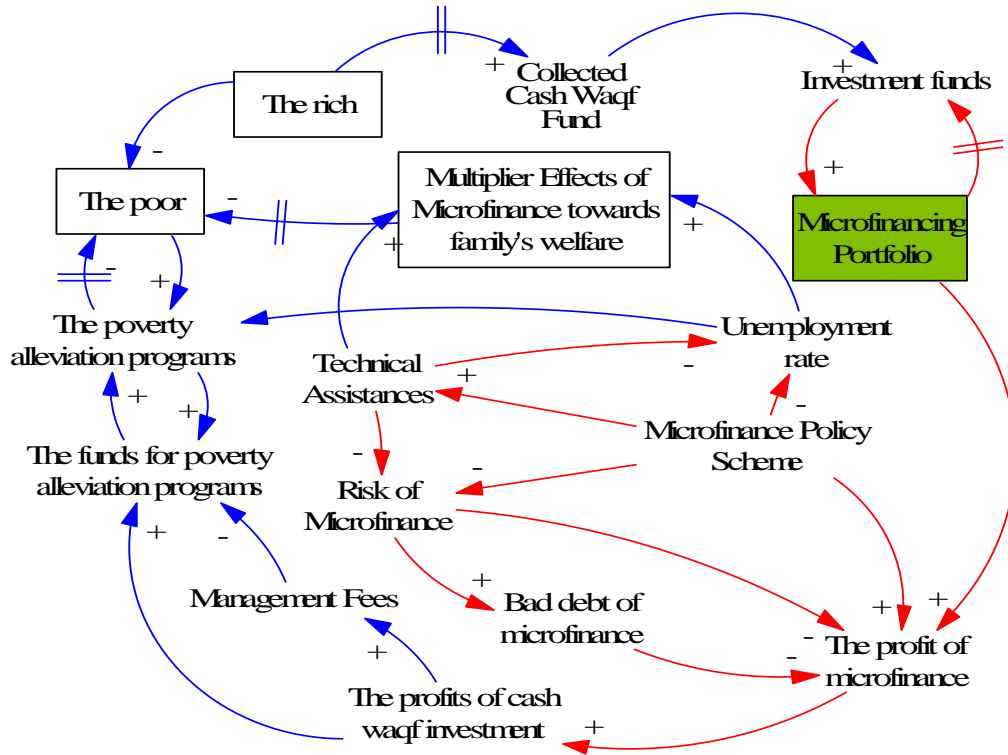 +
Collected
Cash Waqf
Fund
+
Investment funds
The rich
-
+
The poor
-
Multiplier Effects of
Microfinance towards
family's welfare
+
+
Microfinancing
Portfolio
-
+
The poverty
alleviation programs
Unemployment
rate
-
Technical
Assistances
+
+
+
-
Microfinance Policy
Scheme
The funds for poverty
alleviation programs
-
-
Risk of
Microfinance
+
-
Management Fees
+
Bad debt of
microfinance
+
+
-
-
The profit of
microfinance
+
The profits of cash
waqf investment
+